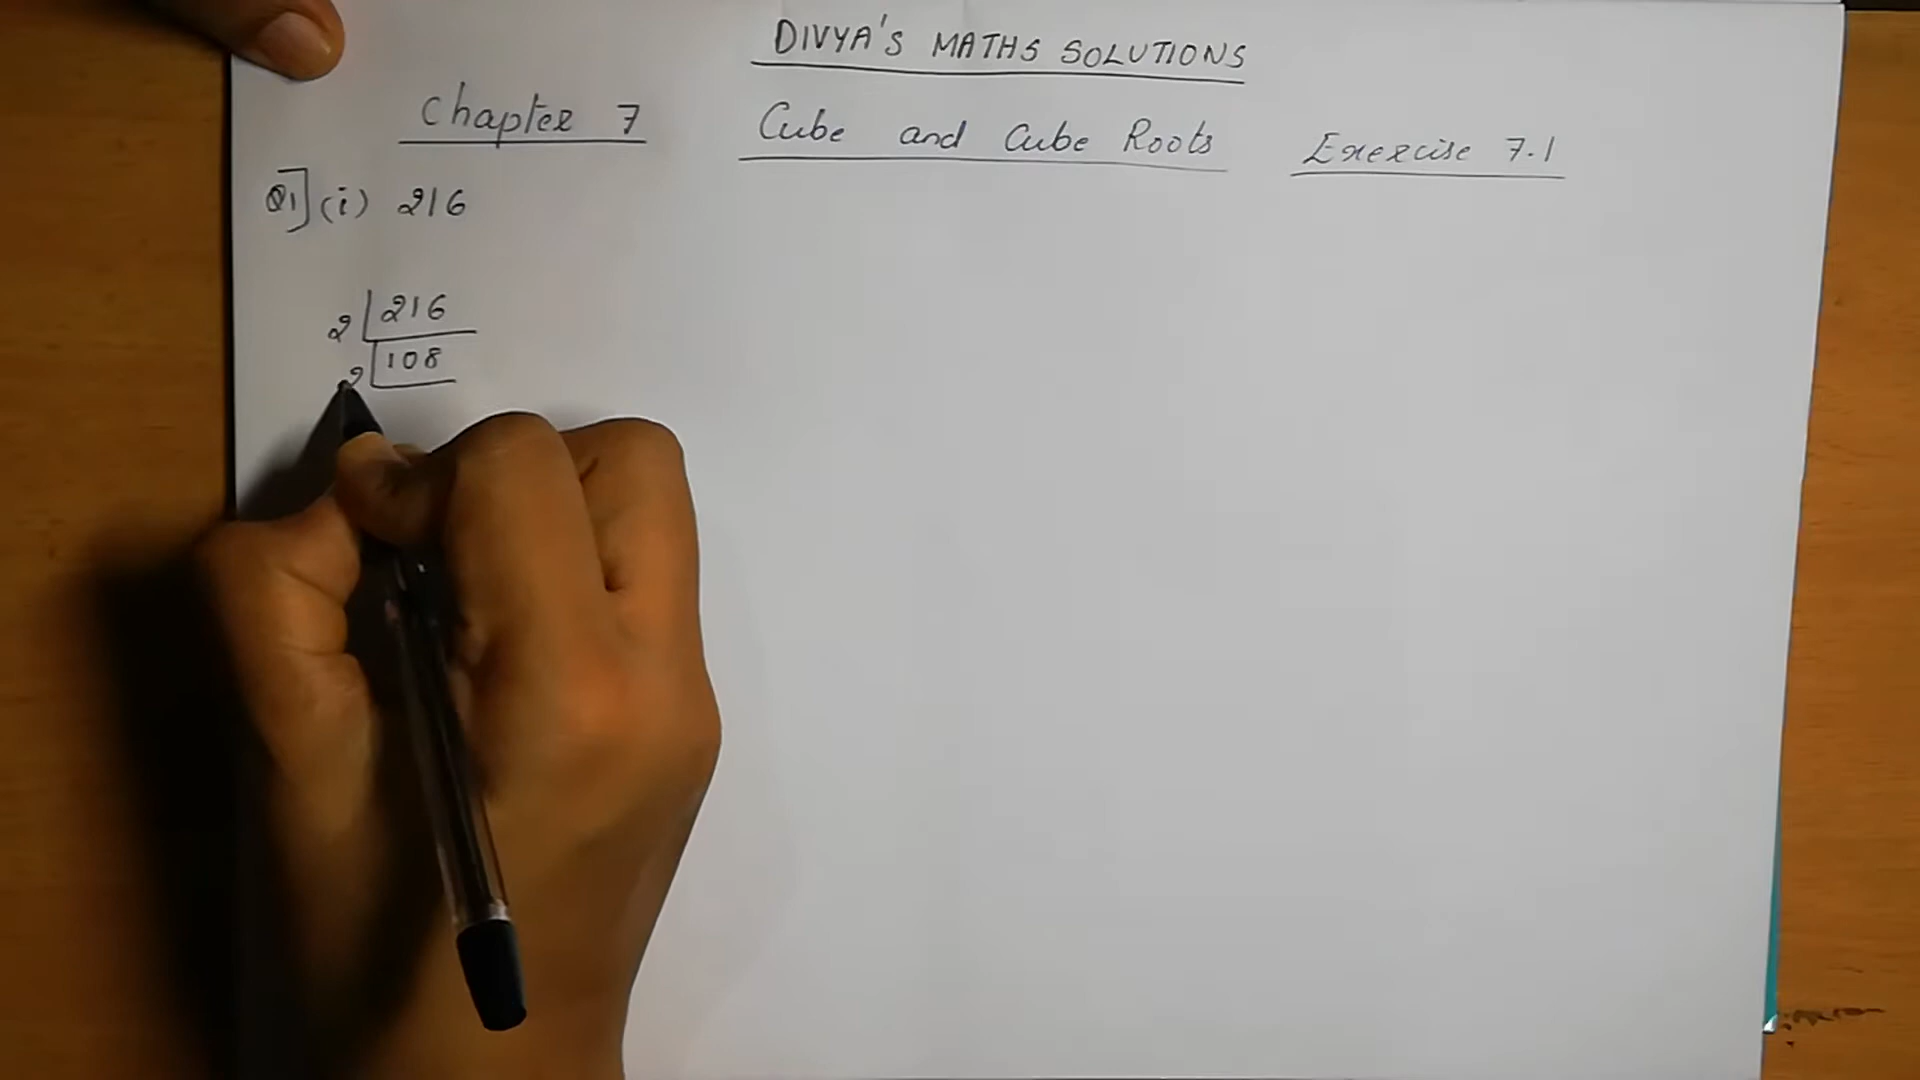 DIVYA'S MATHS SOLUTIONS
Chapter 7 Cube and Cube Roots Exercise 7.1
Q1] (i) 216
2 | 216
2 | 108